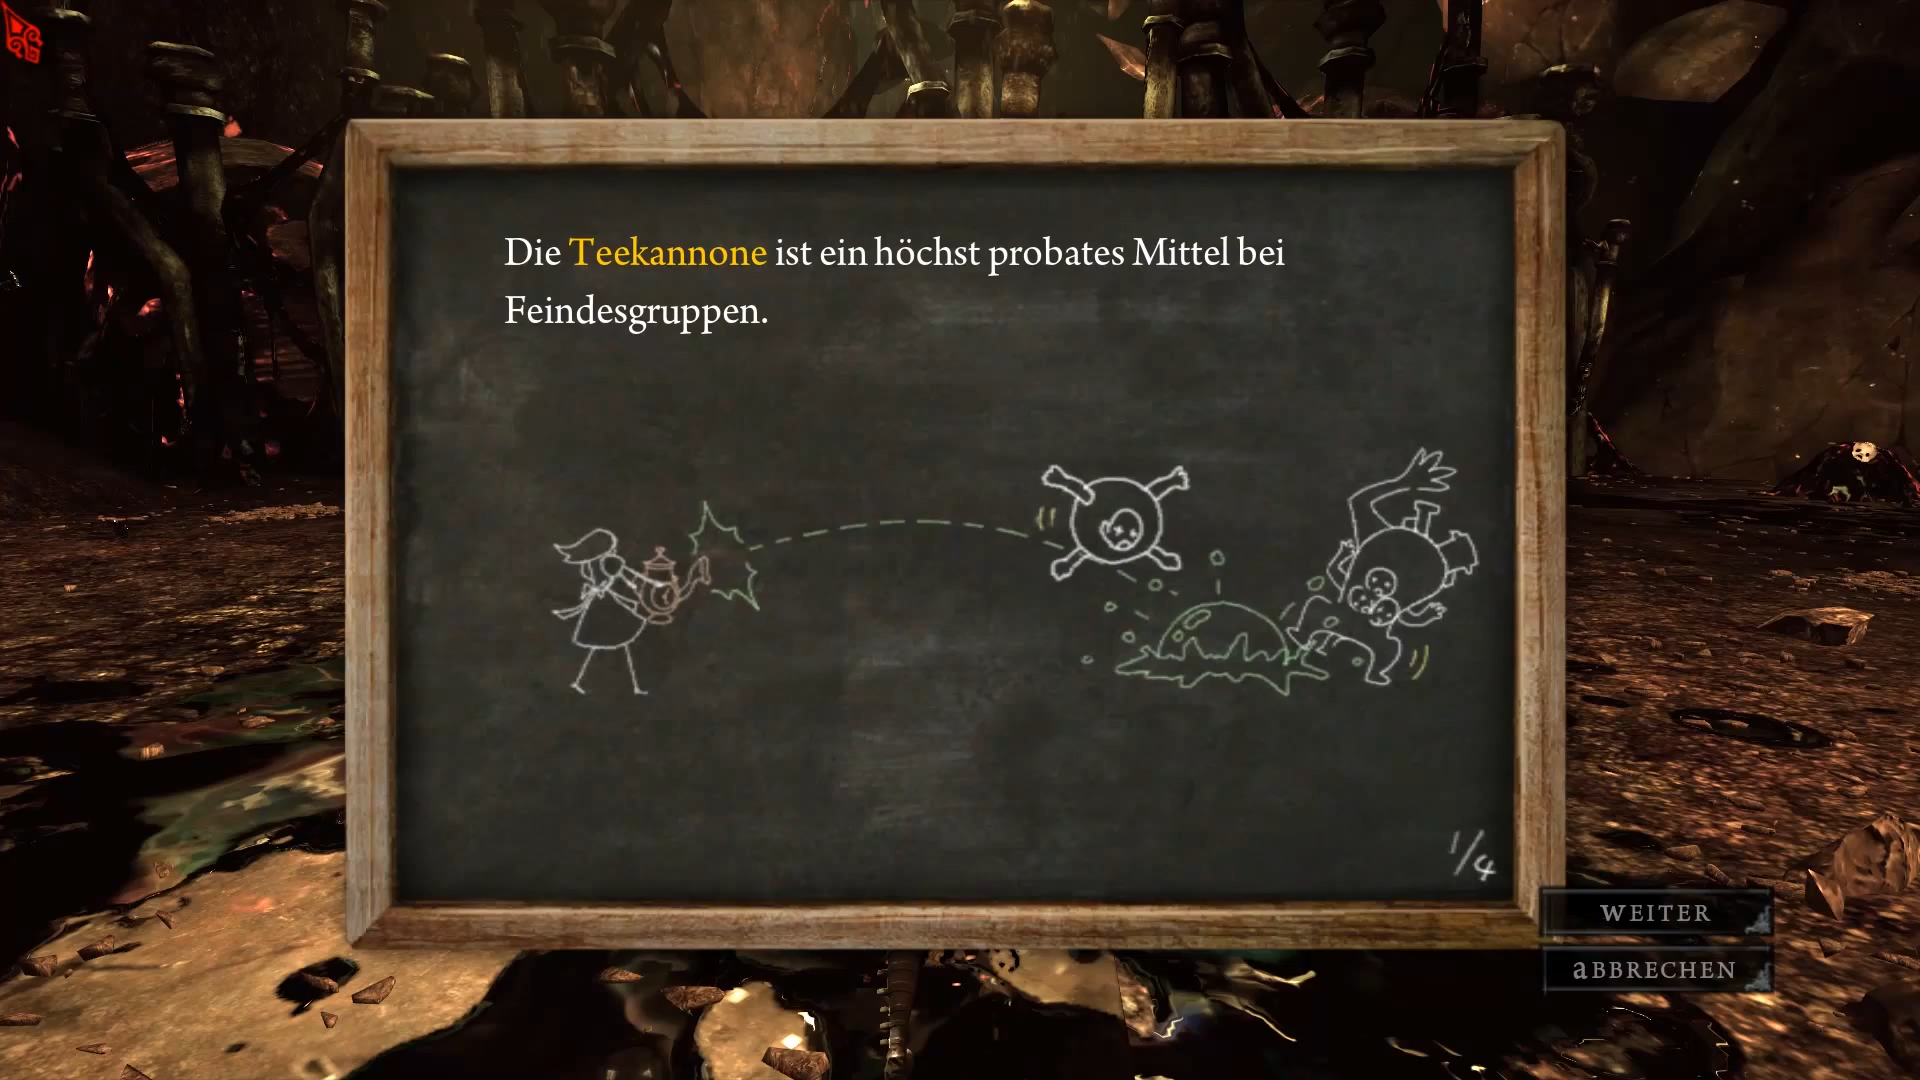 Die Teekannone ist ein höchst probates Mittel bei
Feindesgruppen.
1/4
WEITER
aBBRECHEN